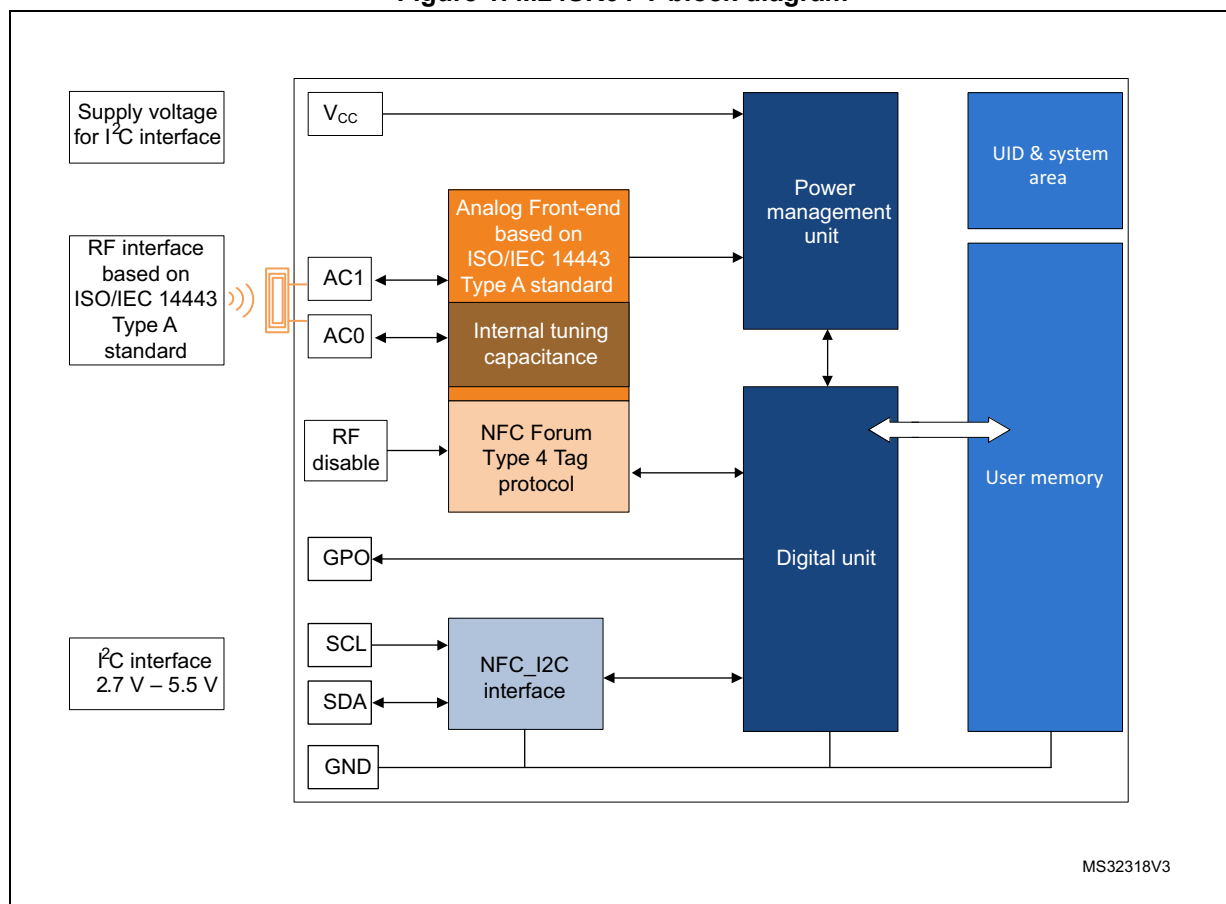 Supply voltage
for I²C interface
V_CC
Power
management
unit
UID & system
area
Analog Front-end
based on
ISO/IEC 14443
Type A standard
RF interface
based on
ISO/IEC 14443
Type A
standard
AC1
AC0
Internal tuning
capacitance
RF
disable
NFC Forum
Type 4 Tag
protocol
User memory
GPO
Digital unit
I²C interface
2.7 V – 5.5 V
SCL
SDA
NFC_I2C
interface
GND
MS32318V3